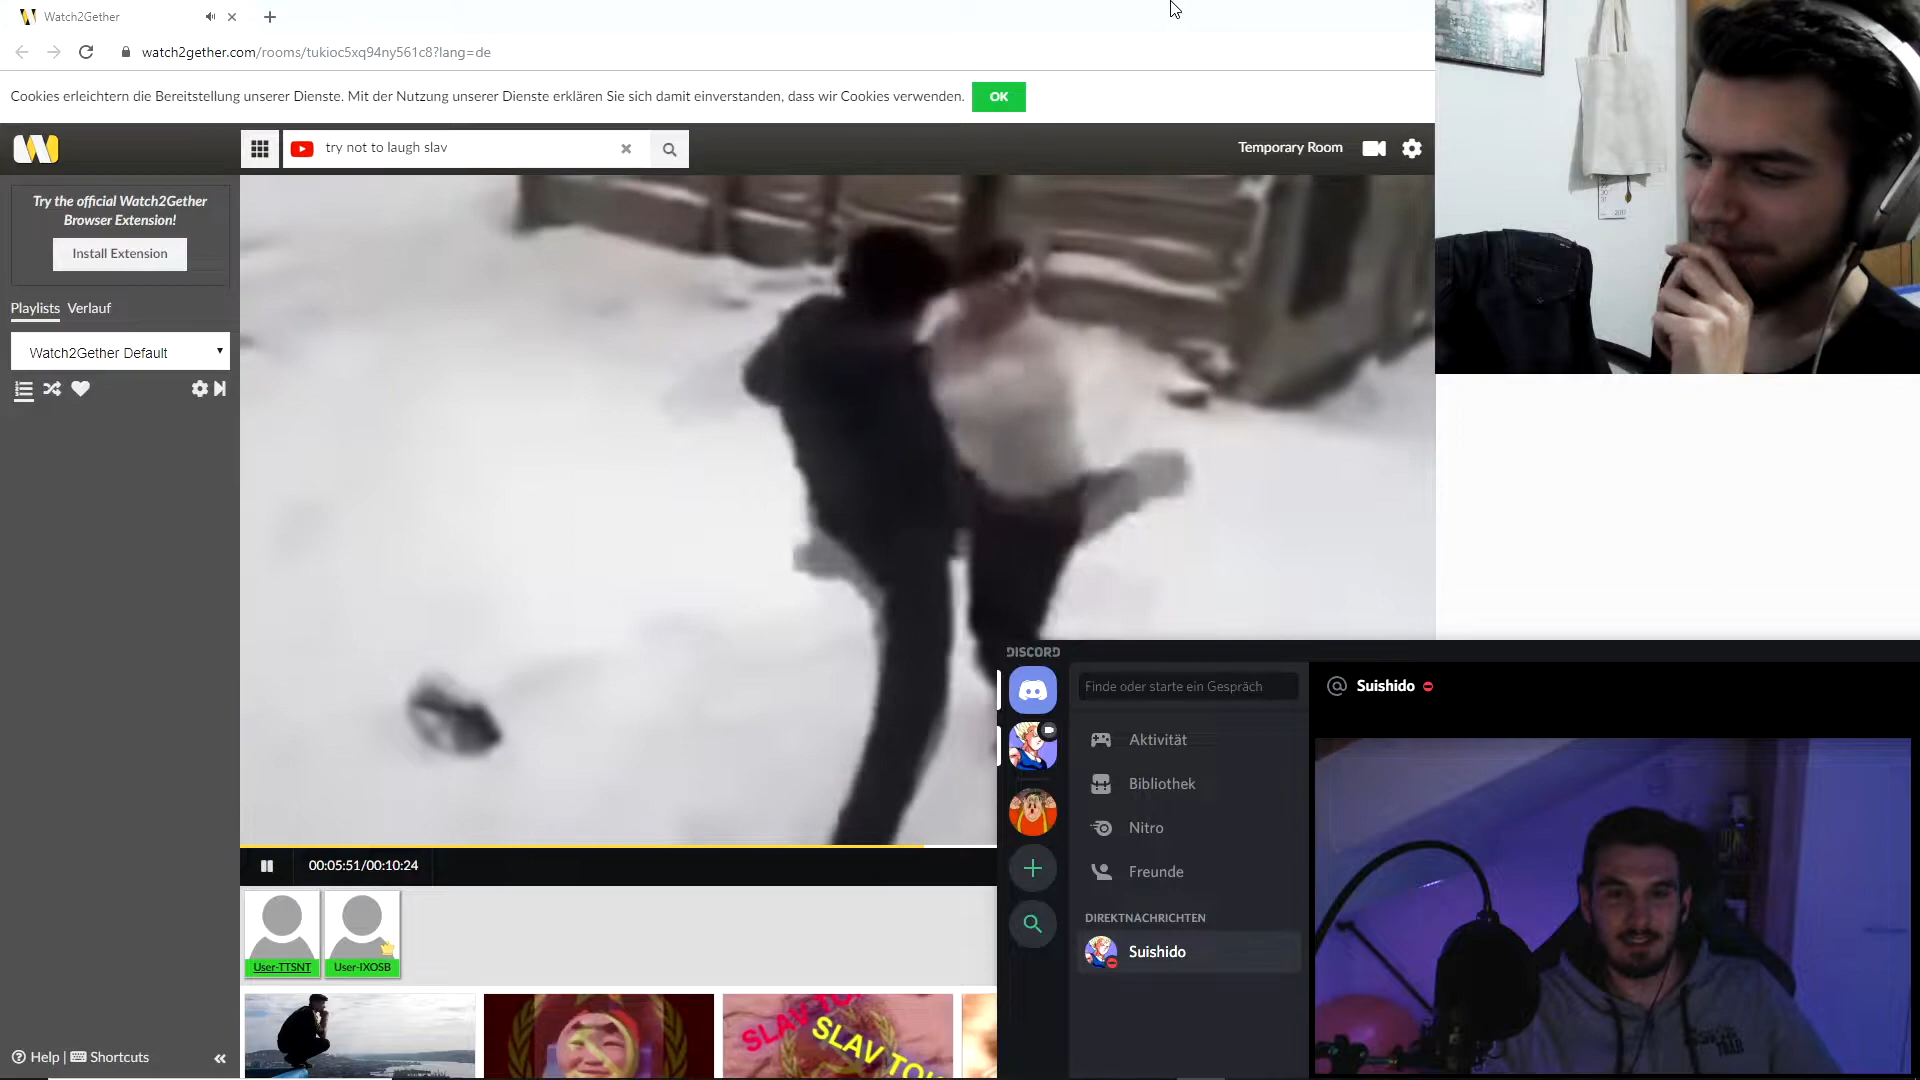 Watch2Gether
watch2gether.com/rooms/tukioc5xq94ny561c8?lang=de
Cookies erleichtern die Bereitstellung unserer Dienste. Mit der Nutzung unserer Dienste erklären Sie sich damit einverstanden, dass wir Cookies verwenden.
OK
try not to laugh slav
Temporary Room
Try the official Watch2Gether
Browser Extension!
Install Extension
Playlists Verlauf
Watch2Gether Default
00:05:51/00:10:24
User-TTSNT
User-IXOSB
SLAV
SLAV
Help | Shortcuts
DISCORD
Finde oder starte ein Gespräch
Aktivität
Bibliothek
Nitro
Freunde
DIREKTNACHRICHTEN
Suishido
Suishido